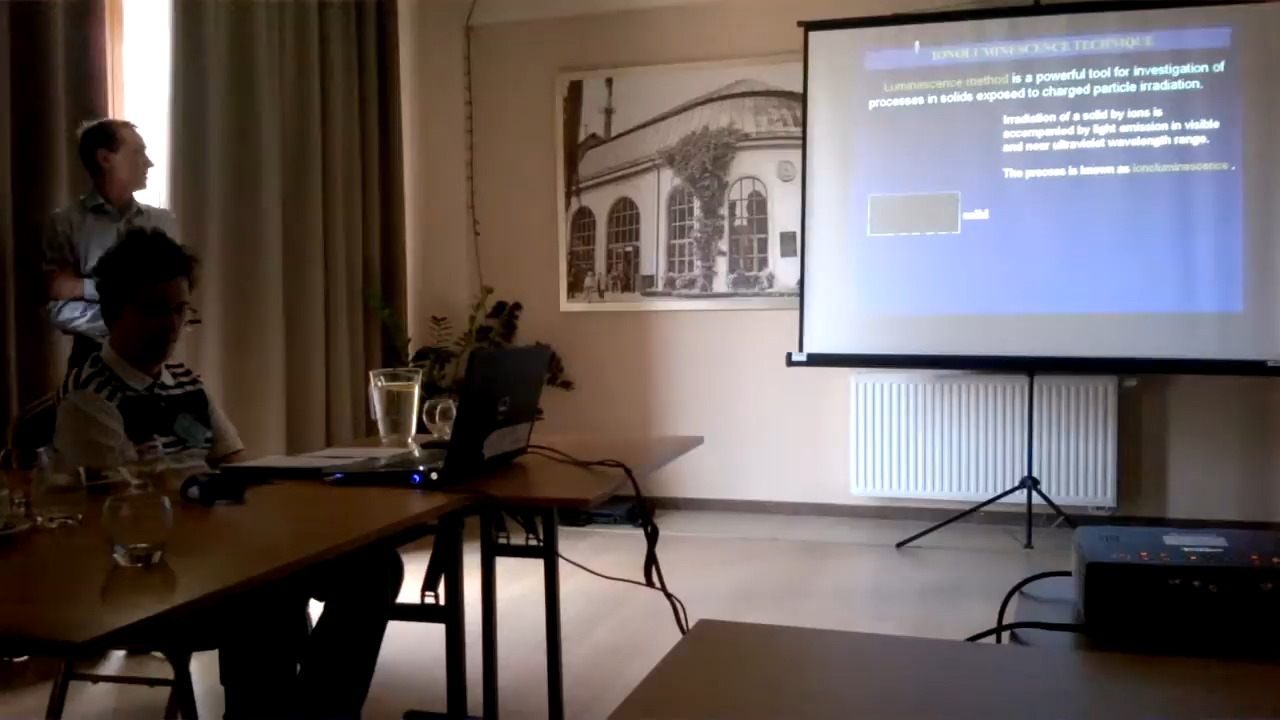 IONOLUMINESCENCE TECHNIQUE
Luminescence method is a powerful tool for investigation of
processes in solids exposed to charged particle irradiation.
Irradiation of a solid by ions is
accompanied by light emission in visible
and near ultraviolet wavelength range.
The process is known as ionoluminescence .
solid